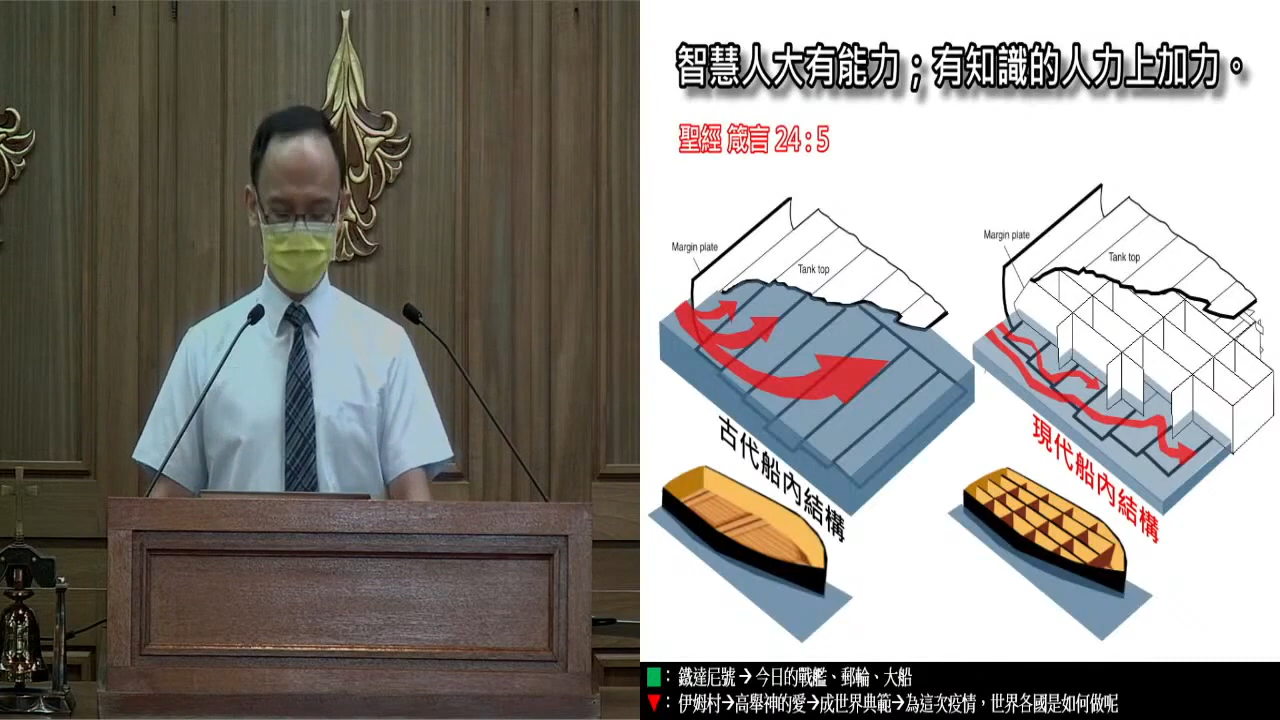 智慧人大有能力；有知識的人力上加力。
聖經 箴言 24:5
Margin plate
Tank top
Margin plate
Tank top
古代船內結構
現代船內結構
：鐵達尼號→今日的戰艦、郵輪、大船
：伊姆村→高舉神的愛→成世界典範→為這次疫情，世界各國是如何做呢